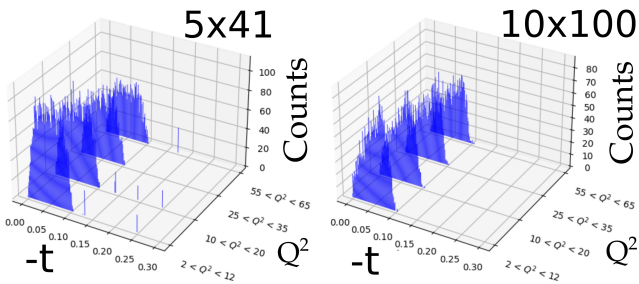 5x41
100
80
60
40
20
0
Counts
0.00
0.05
0.10
0.15
0.20
0.25
0.30
-t
55 < Q² < 65
25 < Q² < 35
10 < Q² < 20
2 < Q² < 12
Q²
10x100
80
70
60
50
40
30
20
10
0
Counts
0.00
0.05
0.10
0.15
0.20
0.25
0.30
-t
55 < Q² < 65
25 < Q² < 35
10 < Q² < 20
2 < Q² < 12
Q²